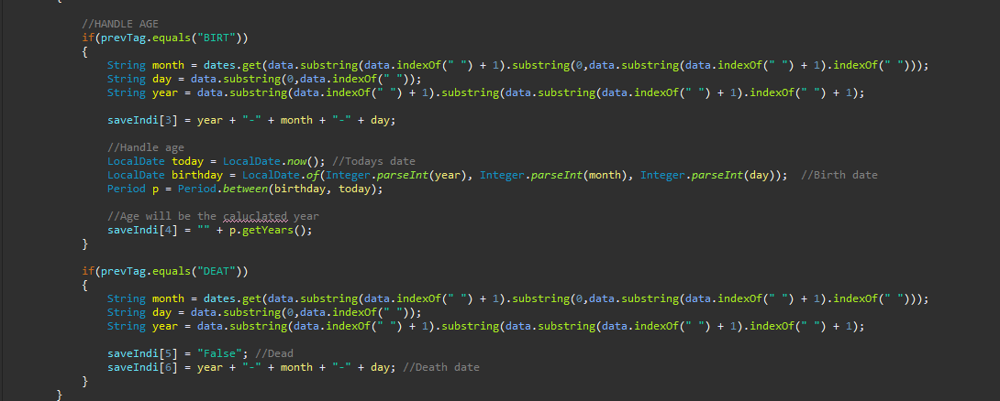 {
//HANDLE AGE
if(prevTag.equals("BIRT"))
{
String month = dates.get(data.substring(data.indexOf(" ") + 1).substring(0,data.substring(data.indexOf(" ") + 1).indexOf(" ")));
String day = data.substring(0,data.indexOf(" "));
String year = data.substring(data.indexOf(" ") + 1).substring(data.substring(data.indexOf(" ") + 1).indexOf(" ") + 1);
saveIndi[3] = year + "-" + month + "-" + day;
//Handle age
LocalDate today = LocalDate.now(); //Todays date
LocalDate birthday = LocalDate.of(Integer.parseInt(year), Integer.parseInt(month), Integer.parseInt(day));  //Birth date
Period p = Period.between(birthday, today);
//Age will be the caluclated year
saveIndi[4] = "" + p.getYears();
}
if(prevTag.equals("DEAT"))
{
String month = dates.get(data.substring(data.indexOf(" ") + 1).substring(0,data.substring(data.indexOf(" ") + 1).indexOf(" ")));
String day = data.substring(0,data.indexOf(" "));
String year = data.substring(data.indexOf(" ") + 1).substring(data.substring(data.indexOf(" ") + 1).indexOf(" ") + 1);
saveIndi[5] = "False"; //Dead
saveIndi[6] = year + "-" + month + "-" + day; //Death date
}
}